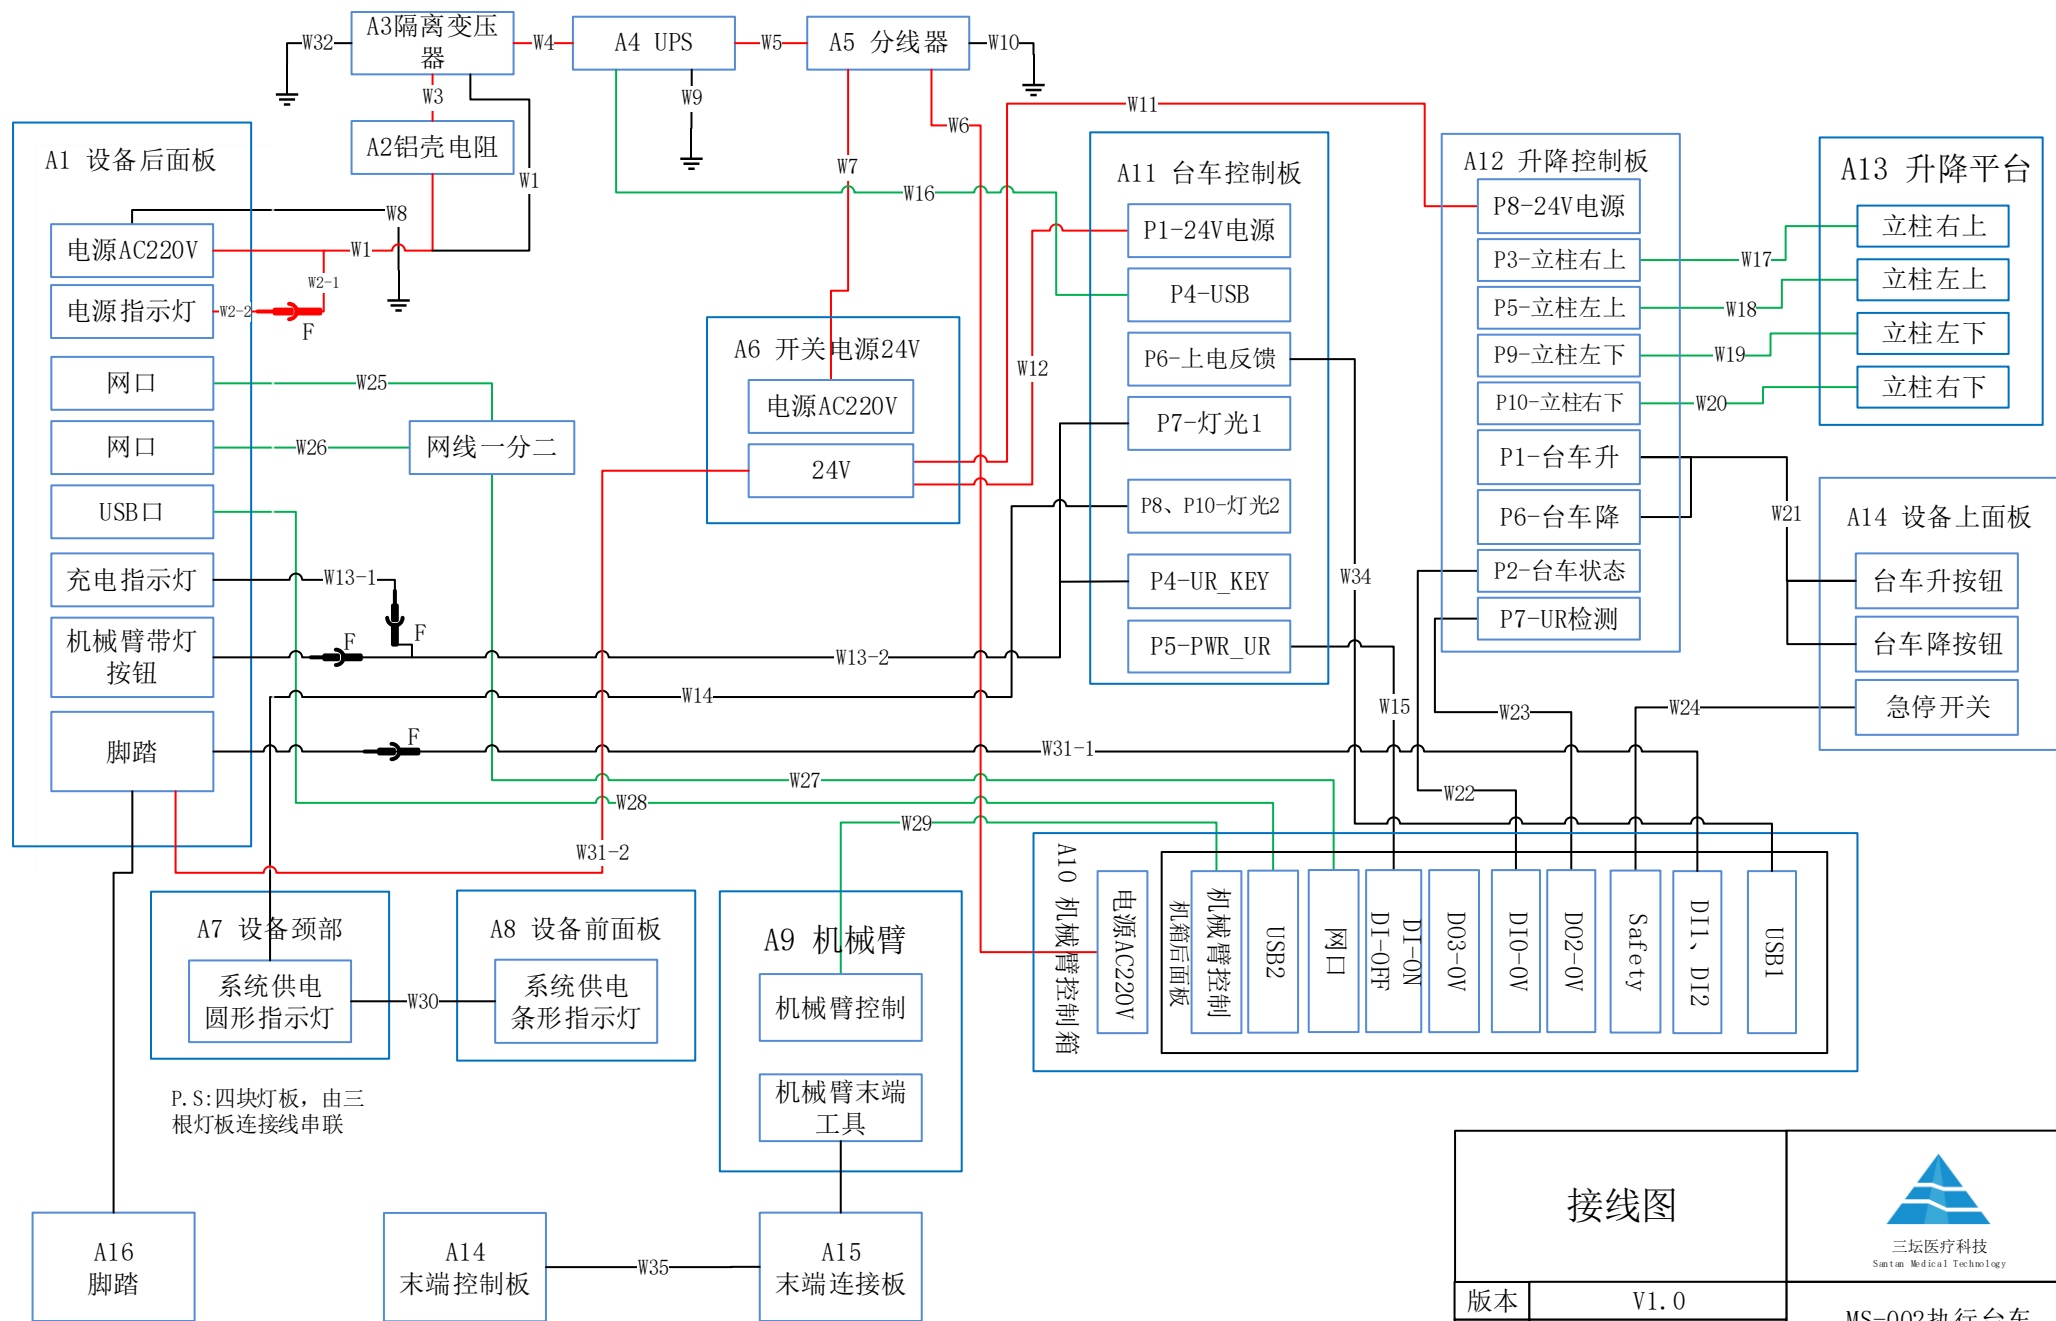 W32
A3隔离变压
器
W4
A4 UPS
W5
A5 分线器
W10
W3
W9
W6
W11
A1 设备后面板
A2铝壳电阻
W1
W7
W16
A11 台车控制板
A12 升降控制板
A13 升降平台
W8
电源AC220V
W1
W2-1
电源指示灯
W2-2
F
P1-24V电源
P4-USB
P6-上电反馈
P7-灯光1
P8、P10-灯光2
P4-UR_KEY
P5-PWR_UR
P8-24V电源
P3-立柱右上
P5-立柱左上
P9-立柱左下
P10-立柱右下
P1-台车升
P6-台车降
P2-台车状态
P7-UR检测
W17
W18
W19
W20
立柱右上
立柱左上
立柱左下
立柱右下
A6 开关电源24V
电源AC220V
24V
W12
网口
W25
网口
W26
网线一分二
USB口
充电指示灯
W13-1
F
机械臂带灯
按钮
F
W13-2
W14
脚踏
F
W31-1
W34
W15
W21
A14 设备上面板
台车升按钮
台车降按钮
急停开关
W23
W24
W22
W27
W28
W29
W31-2
A7 设备颈部
系统供电
圆形指示灯
W30
A8 设备前面板
系统供电
条形指示灯
A9 机械臂
机械臂控制
机械臂末端
工具
A10 机械臂控制箱
电源AC220V
机箱后面板
机械臂控制
USB2
网口
DI-ON
DI-OFF
DO3-0V
DI0-0V
DO2-0V
Safety
DI1、DI2
USB1
P.S:四块灯板，由三
根灯板连接线串联
A16
脚踏
A14
末端控制板
W35
A15
末端连接板
接线图
三坛医疗科技
Santan Medical Technology
版本
V1.0
MS-002执行台车